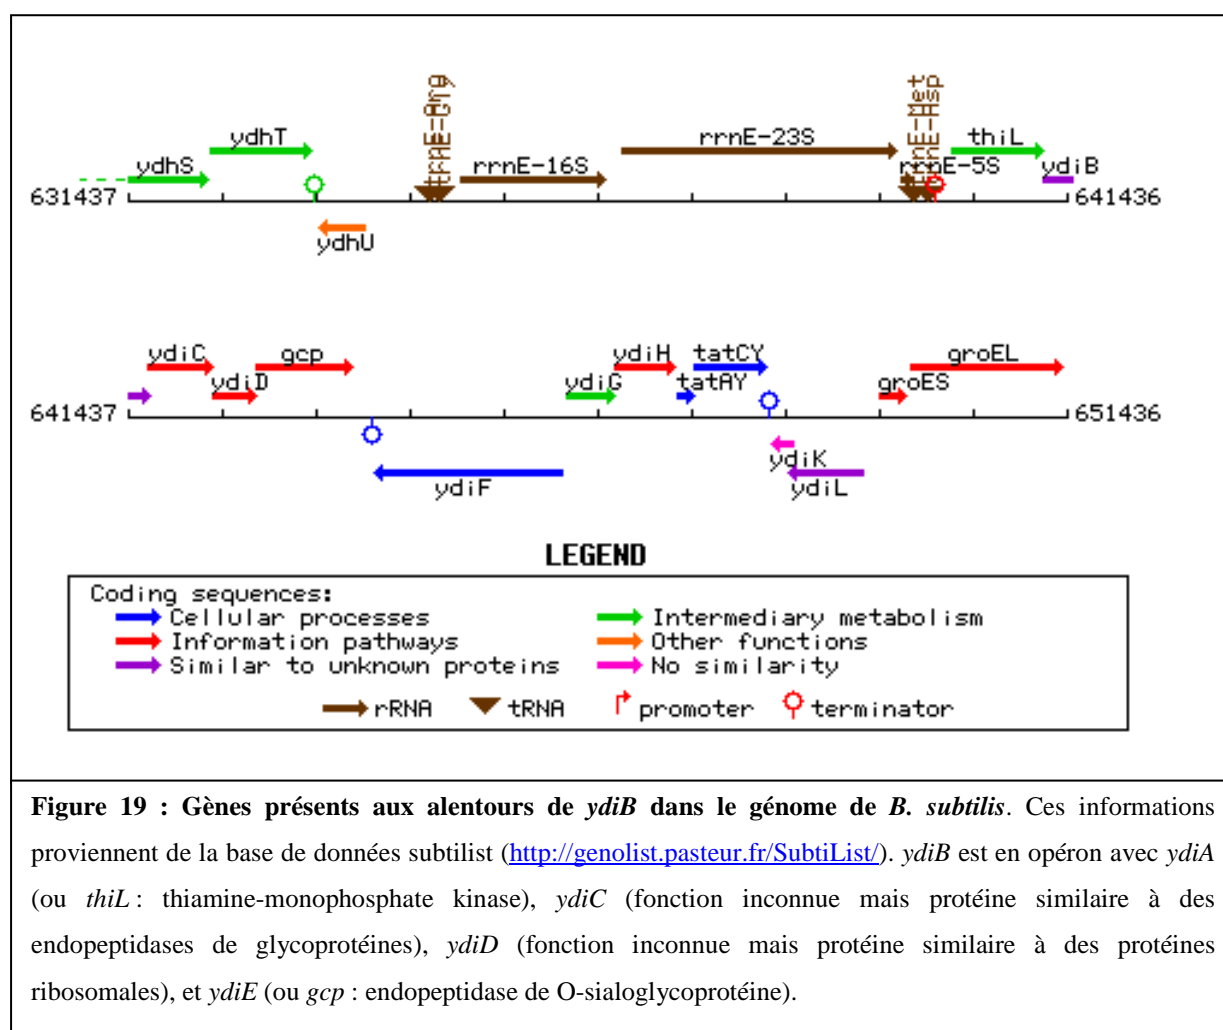 trnE-Arg
trnE-Gly
trnE-Met
trnE-Asp
ydhT
rrnE-23S
thiL
ydhS
rrnE-16S
rrnE-5S
ydiB
631437
641436
ydhU
ydiC
gcp
ydiH
tatCY
groEL
ydiD
ydiG
tatAY
groES
641437
651436
ydiK
ydiF
ydiL
LEGEND
Coding sequences:
Cellular processes
Intermediary metabolism
Information pathways
Other functions
Similar to unknown proteins
No similarity
rRNA
tRNA
promoter
terminator
Figure 19 : Gènes présents aux alentours de ydiB dans le génome de B. subtilis. Ces informations
proviennent de la base de données subtilist (http://genolist.pasteur.fr/SubtiList/). ydiB est en opéron avec ydiA
(ou thiL : thiamine-monophosphate kinase), ydiC (fonction inconnue mais protéine similaire à des
endopeptidases de glycoprotéines), ydiD (fonction inconnue mais protéine similaire à des protéines
ribosomales), et ydiE (ou gcp : endopeptidase de O-sialoglycoprotéine).